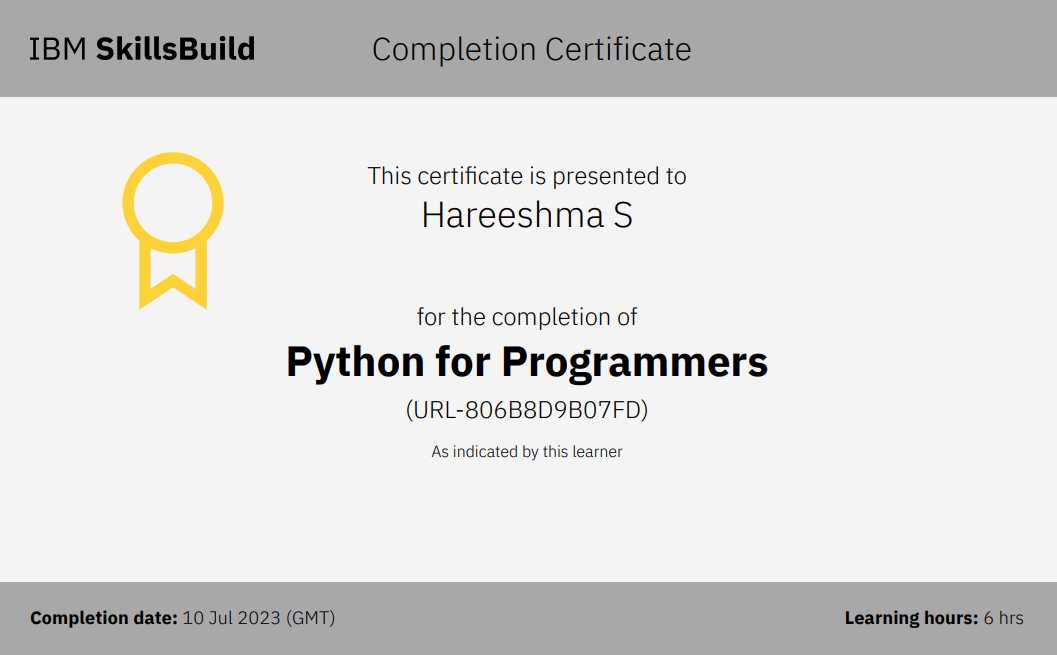 IBM SkillsBuild
Completion Certificate
This certificate is presented to
Hareeshma S
for the completion of
Python for Programmers
(URL-806B8D9B07FD)
As indicated by this learner
Completion date: 10 Jul 2023 (GMT)
Learning hours: 6 hrs